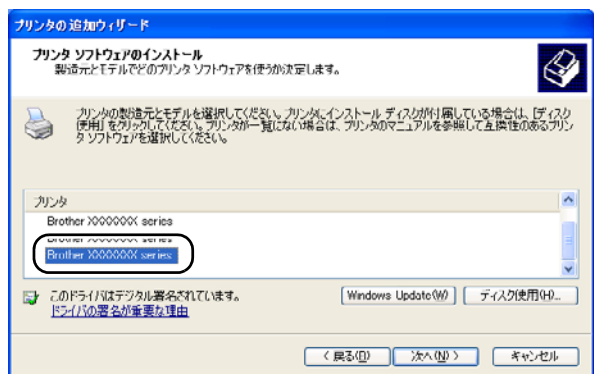 プリンタの追加ウィザード
プリンタ ソフトウェアのインストール
製造元とモデルでどのプリンタ ソフトウェアを使うか決定します。
プリンタの製造元とモデルを選択してください。プリンタにインストール ディスクが付属している場合は、[ディスク
使用] をクリックしてください。プリンタが一覧にない場合は、プリンタのマニュアルを参照して互換性のあるプリン
タ ソフトウェアを選択してください。
プリンタ
Brother XXXXXXX series
Brother XXXXXXX series
Brother XXXXXXX series
このドライバはデジタル署名されています。
ドライバの署名が重要な理由
Windows Update(W)
ディスク使用(H)...
< 戻る(B)
次へ(N) >
キャンセル